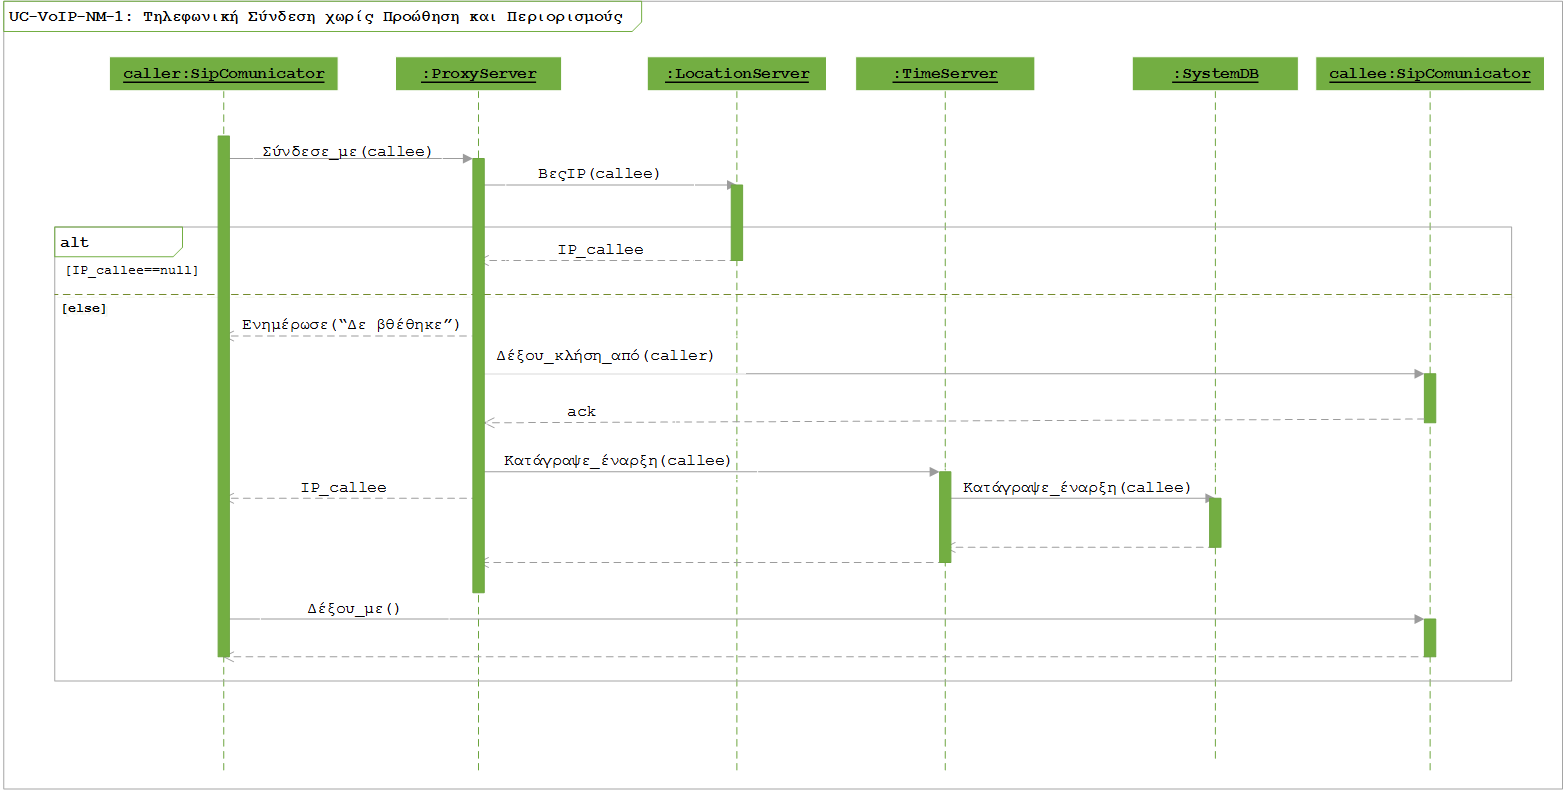 UC-VoIP-NM-1: Τηλεφωνική Σύνδεση χωρίς Προώθηση και Περιορισμούς
caller:SipComunicator
:ProxyServer
:LocationServer
:TimeServer
:SystemDB
callee:SipComunicator
Σύνδεσε_με(callee)
ΒεςIP(callee)
alt
IP_callee
[IP_callee==null]
[else]
Ενημέρωσε(“Δε βθέθηκε”)
Δέξου_κλήση_από(caller)
ack
Κατάγραψε_έναρξη(callee)
IP_callee
Κατάγραψε_έναρξη(callee)
Δέξου_με()